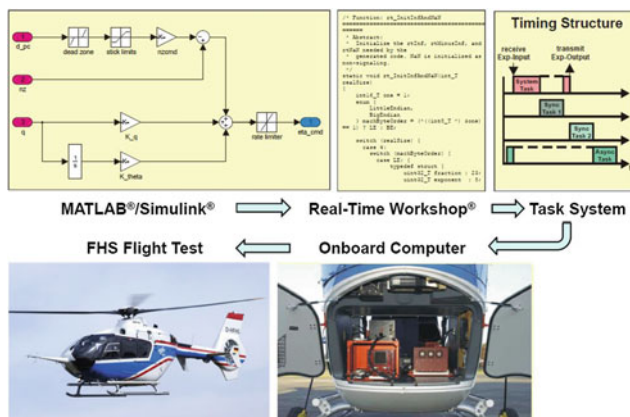 1
d_pc
dead zone
stick limits
nzcmd
2
nz
3
q
K_q
1/s
K_theta
rate limiter
1
eta_cmd
/* Function: rt_InitInfAndNaN
======
* Abstract:
* Initialize the rtInf, rtMinusInf, and
rtNaN needed by the
* generated code. NaN is initialized as
non-signaling.
*/
static void rt_InitInfAndNaN(int_T
realSize)
{
int16_T one = 1;
enum {
LittleEndian,
BigEndian
} machByteOrder = (*((int8_T *) &one)
== 1) ? LE : BE;
switch (realSize) {
case 4:
switch (machByteOrder) {
case LE: {
typedef struct {
uint32_T fraction : 23;
uint32_T exponent : 8;
Timing Structure
receive
Exp-Input
transmit
Exp-Output
System
Task
Sync
Task 1
Sync
Task 2
Async
Task
MATLAB®/Simulink®
Real-Time Workshop®
Task System
FHS Flight Test
Onboard Computer